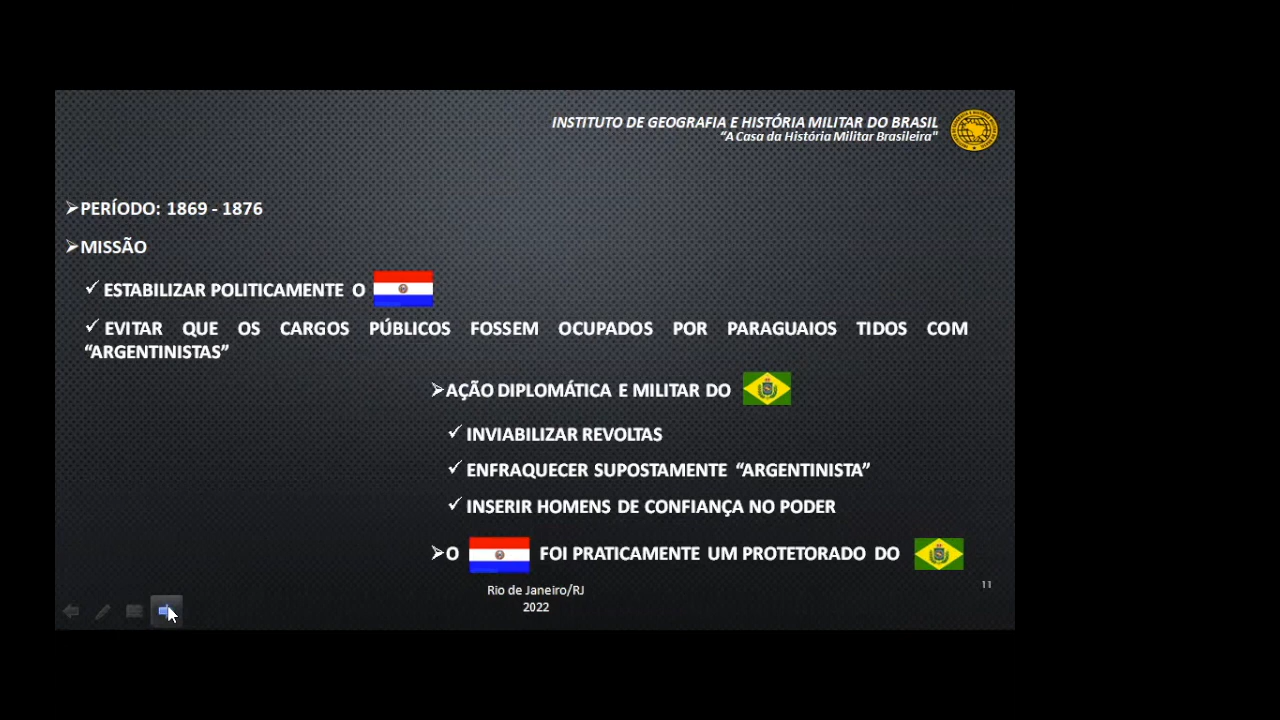 INSTITUTO DE GEOGRAFIA E HISTÓRIA MILITAR DO BRASIL
"A Casa da História Militar Brasileira"
PERÍODO: 1869 - 1876
MISSÃO
ESTABILIZAR POLITICAMENTE O
EVITAR QUE OS CARGOS PÚBLICOS FOSSEM OCUPADOS POR PARAGUAIOS TIDOS COM
“ARGENTINISTAS”
AÇÃO DIPLOMÁTICA E MILITAR DO
INVIABILIZAR REVOLTAS
ENFRAQUECER SUPOSTAMENTE “ARGENTINISTA”
INSERIR HOMENS DE CONFIANÇA NO PODER
O FOI PRATICAMENTE UM PROTETORADO DO
Rio de Janeiro/RJ
2022
11